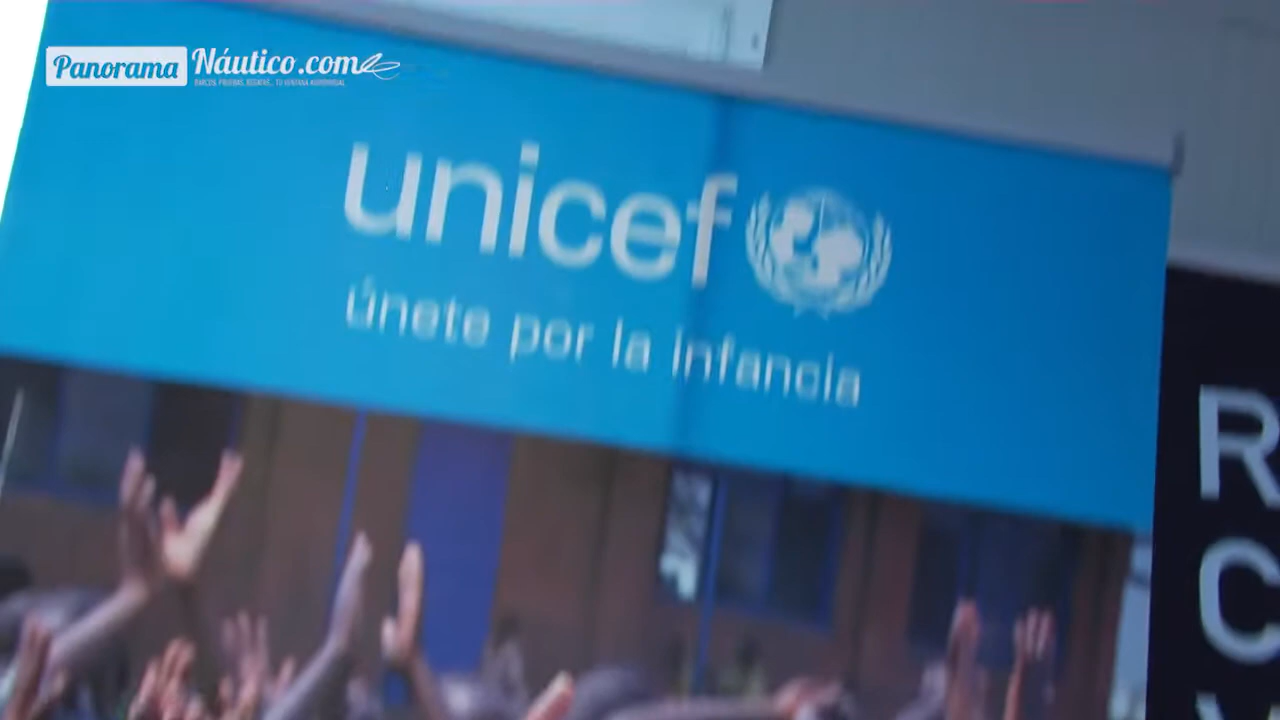 Panorama Náutico.com
unicef
únete por la infancia
R
C